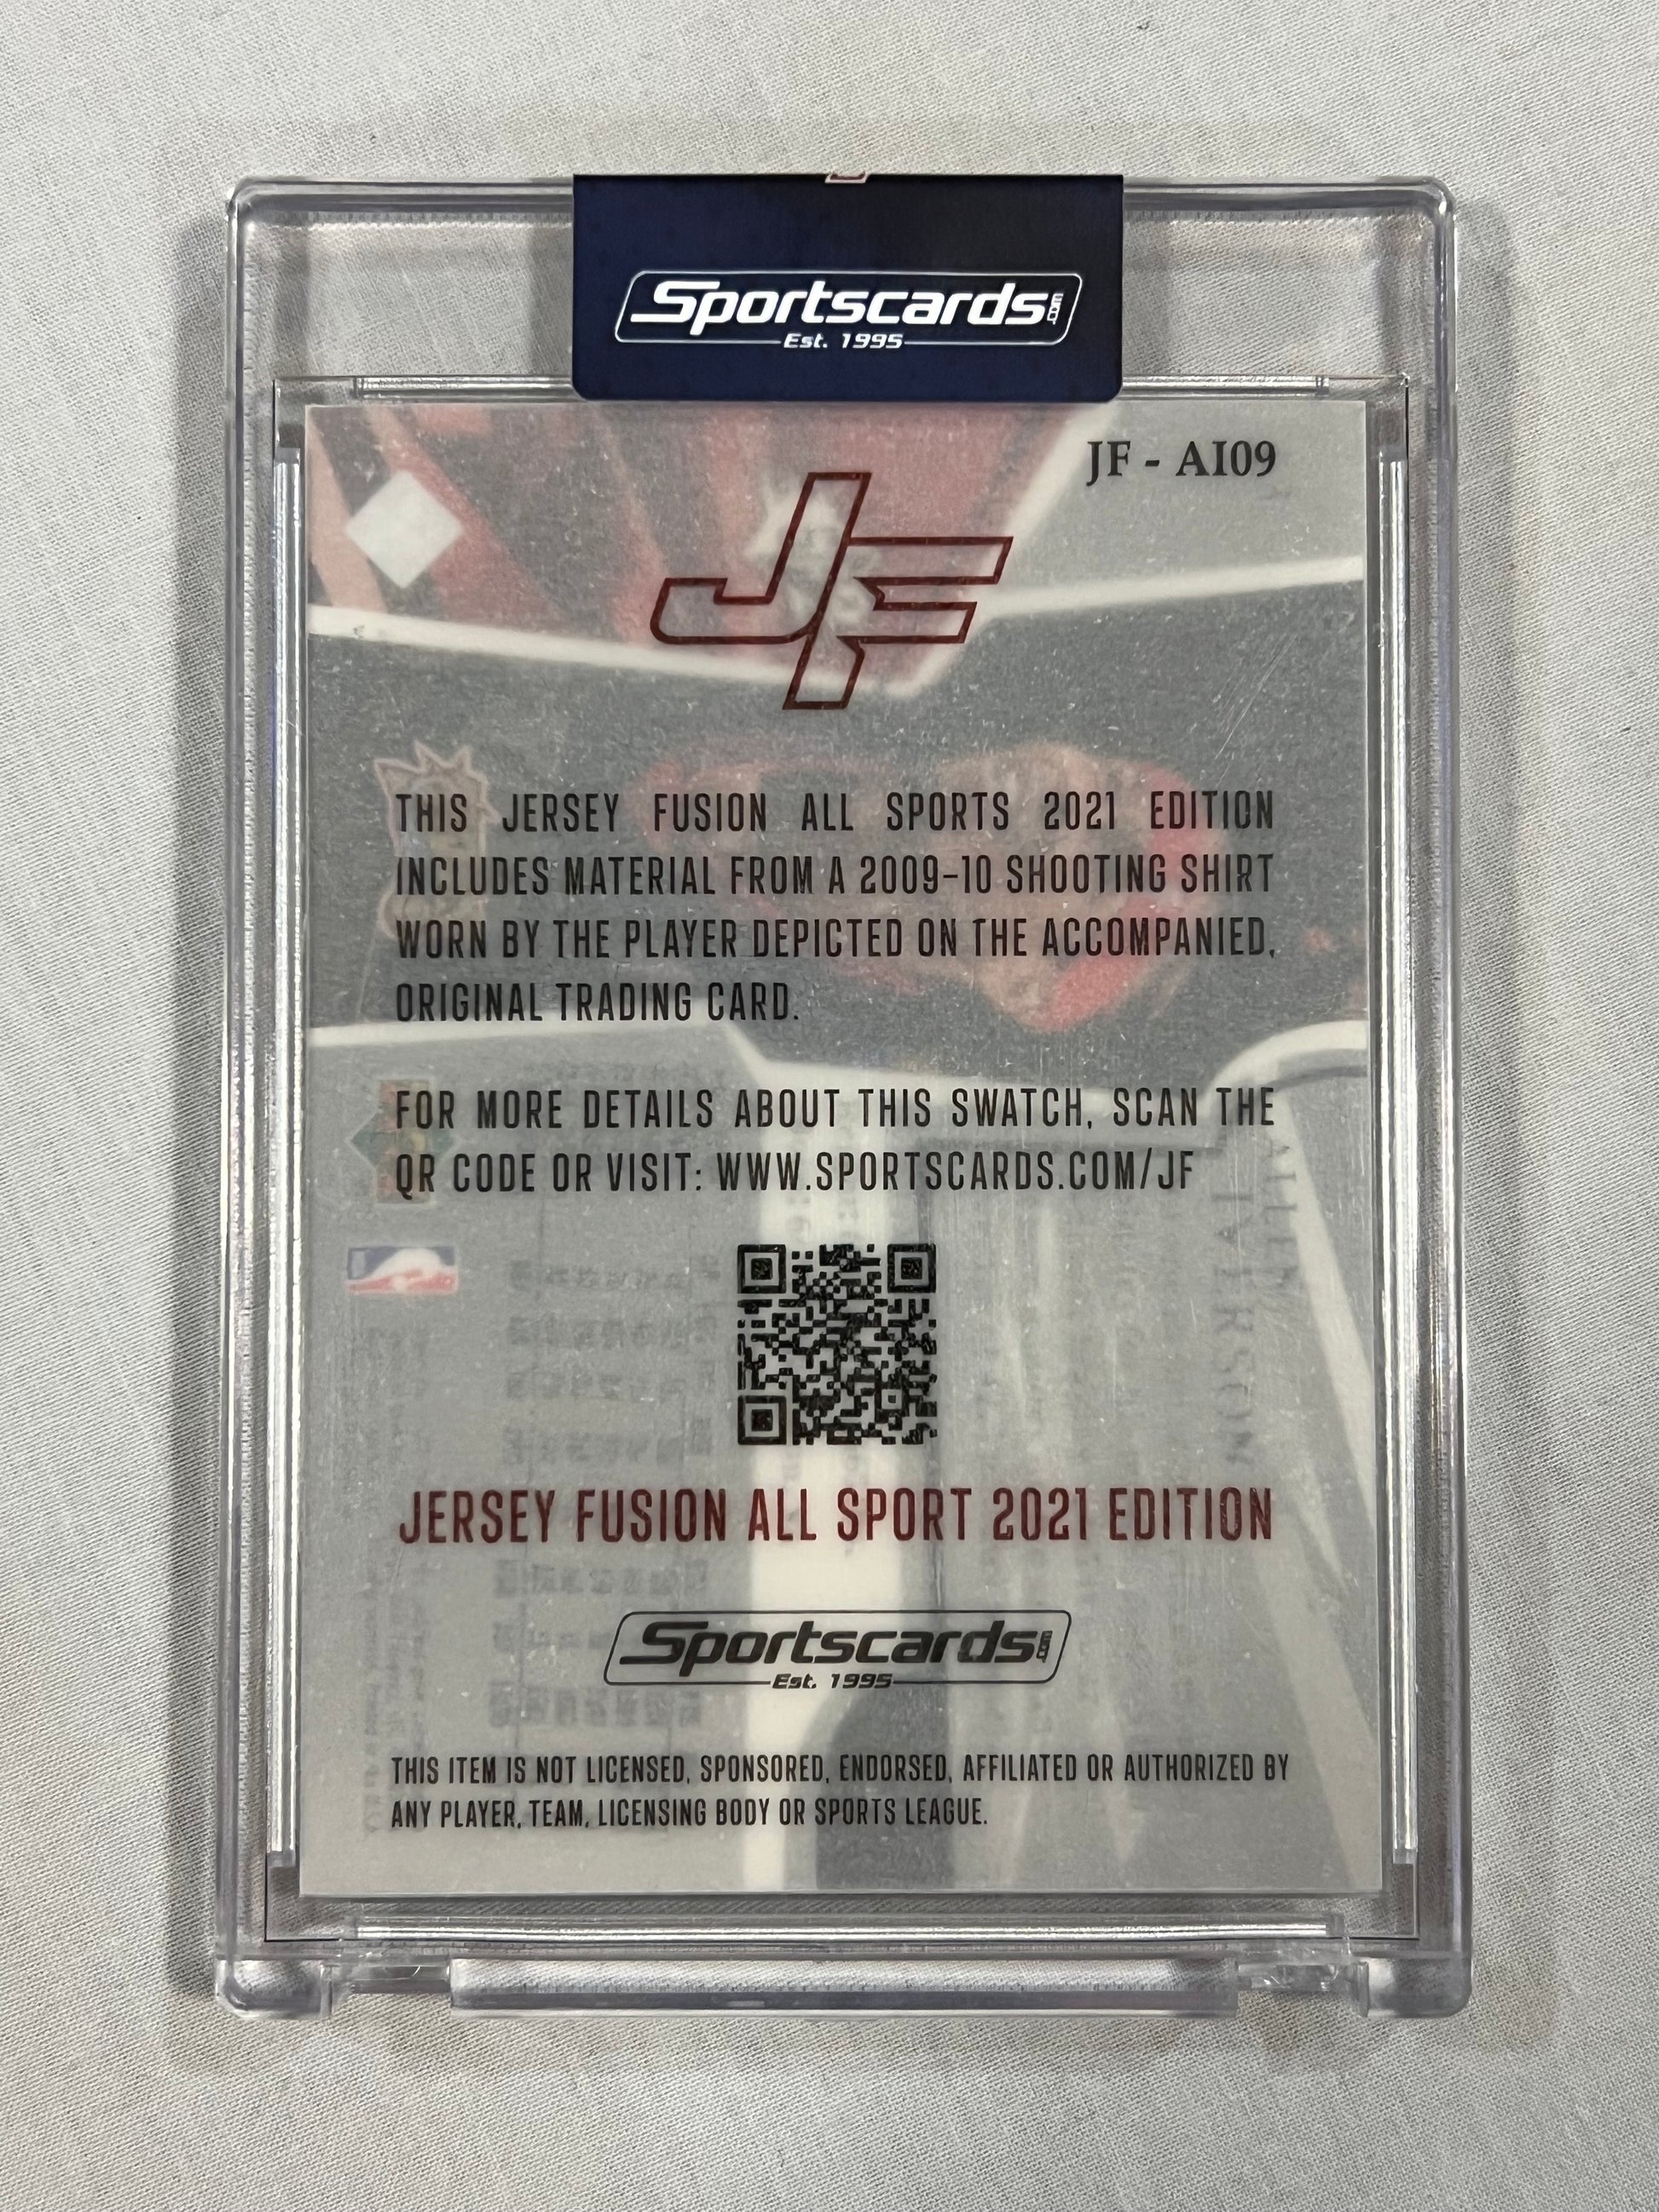 Sportscards.com
Est. 1995
JF - AI09
JF
THIS JERSEY FUSION ALL SPORTS 2021 EDITION
INCLUDES MATERIAL FROM A 2009-10 SHOOTING SHIRT
WORN BY THE PLAYER DEPICTED ON THE ACCOMPANIED,
ORIGINAL TRADING CARD.
FOR MORE DETAILS ABOUT THIS SWATCH, SCAN THE
QR CODE OR VISIT: WWW.SPORTSCARDS.COM/JF
ALLEN IVERSON
JERSEY FUSION ALL SPORT 2021 EDITION
Sportscards.com
Est. 1995
THIS ITEM IS NOT LICENSED, SPONSORED, ENDORSED, AFFILIATED OR AUTHORIZED BY
ANY PLAYER, TEAM, LICENSING BODY OR SPORTS LEAGUE.